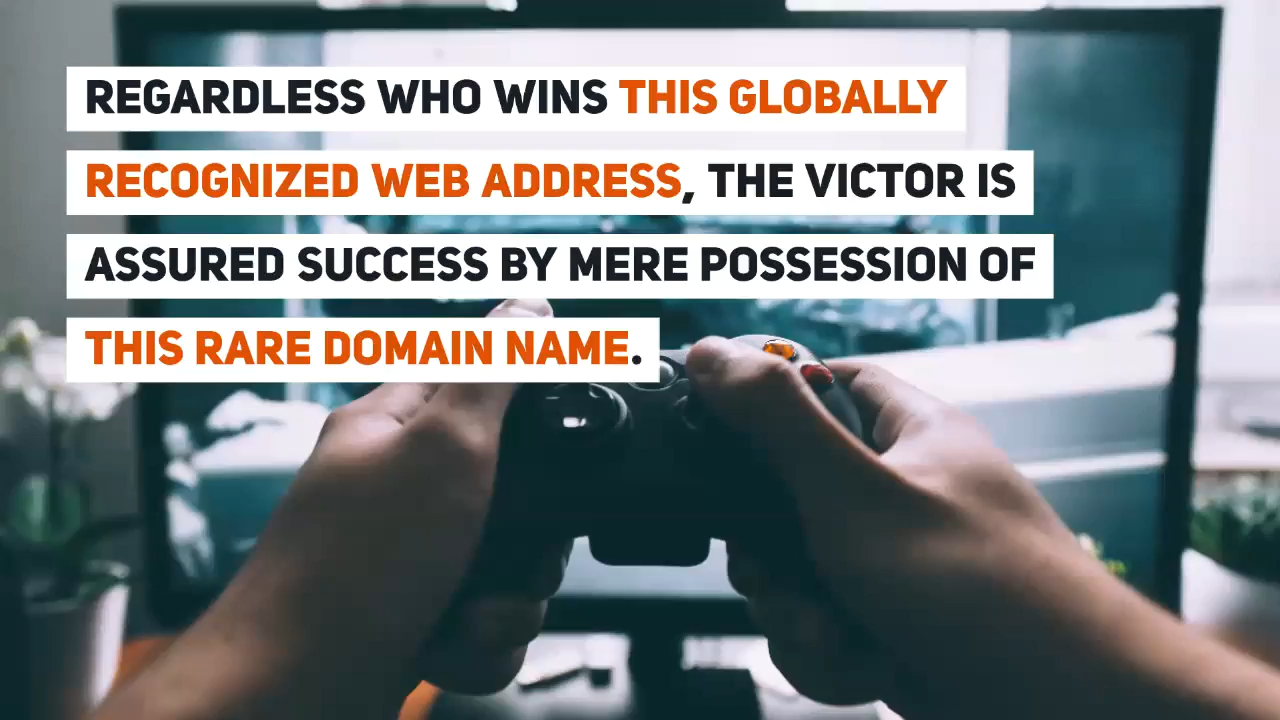 REGARDLESS WHO WINS THIS GLOBALLY
RECOGNIZED WEB ADDRESS, THE VICTOR IS
ASSURED SUCCESS BY MERE POSSESSION OF
THIS RARE DOMAIN NAME.